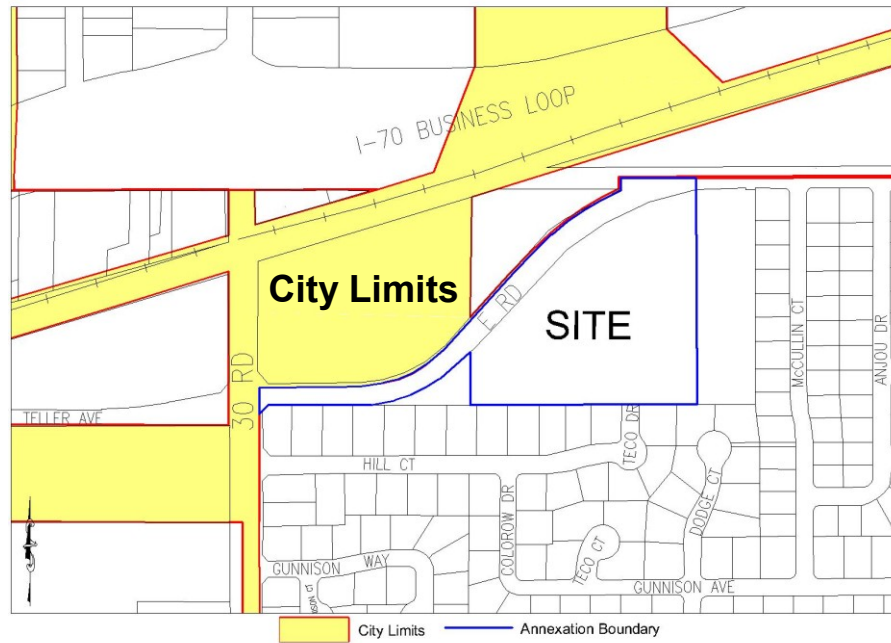 I-70 BUSINESS LOOP
City Limits
E RD
SITE
30 RD
McCULLIN CT
ANJOU DR
TELLER AVE
HILL CT
TECO DR
COLOROW DR
DODGE CT
TECO CT
GUNNISON WAY
GUNNISON AVE
City Limits
Annexation Boundary